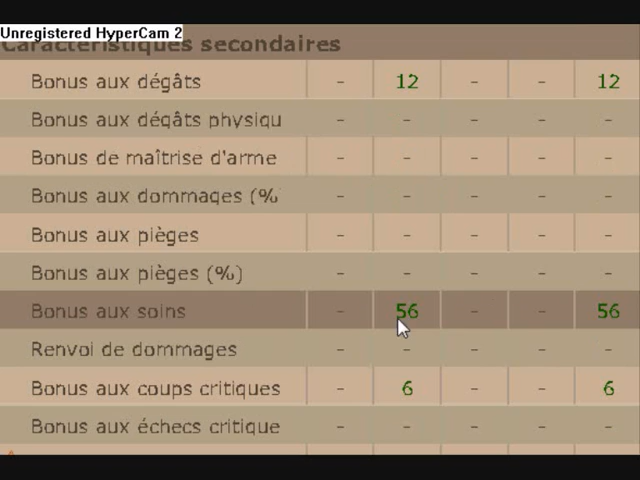 Unregistered HyperCam 2
Caractéristiques secondaires
Bonus aux dégâts - 12 - - 12
Bonus aux dégâts physiqu - - - - -
Bonus de maîtrise d'arme - - - - -
Bonus aux dommages (% - - - - -
Bonus aux pièges - - - - -
Bonus aux pièges (%) - - - - -
Bonus aux soins - 56 - - 56
Renvoi de dommages - - - - -
Bonus aux coups critiques - 6 - - 6
Bonus aux échecs critique - - - - -